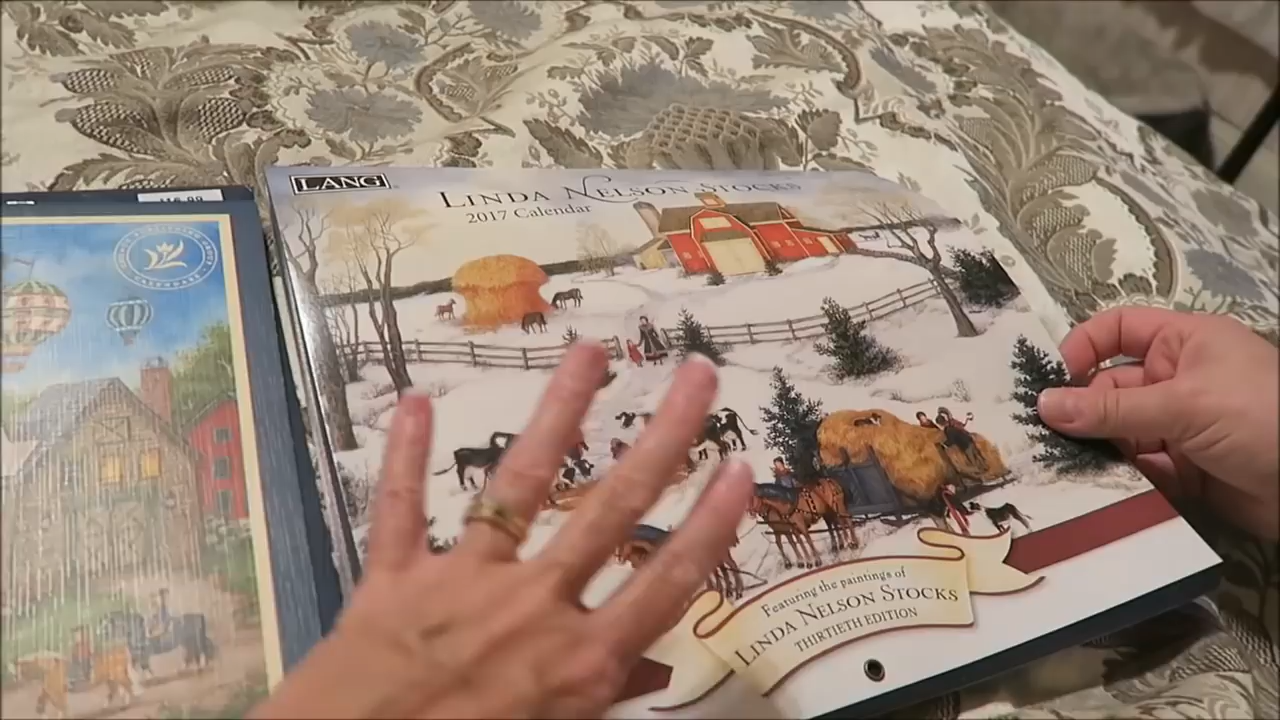 LANG
LINDA NELSON STOCKS
2017 Calendar
Featuring the paintings of
LINDA NELSON STOCKS
THIRTIETH EDITION